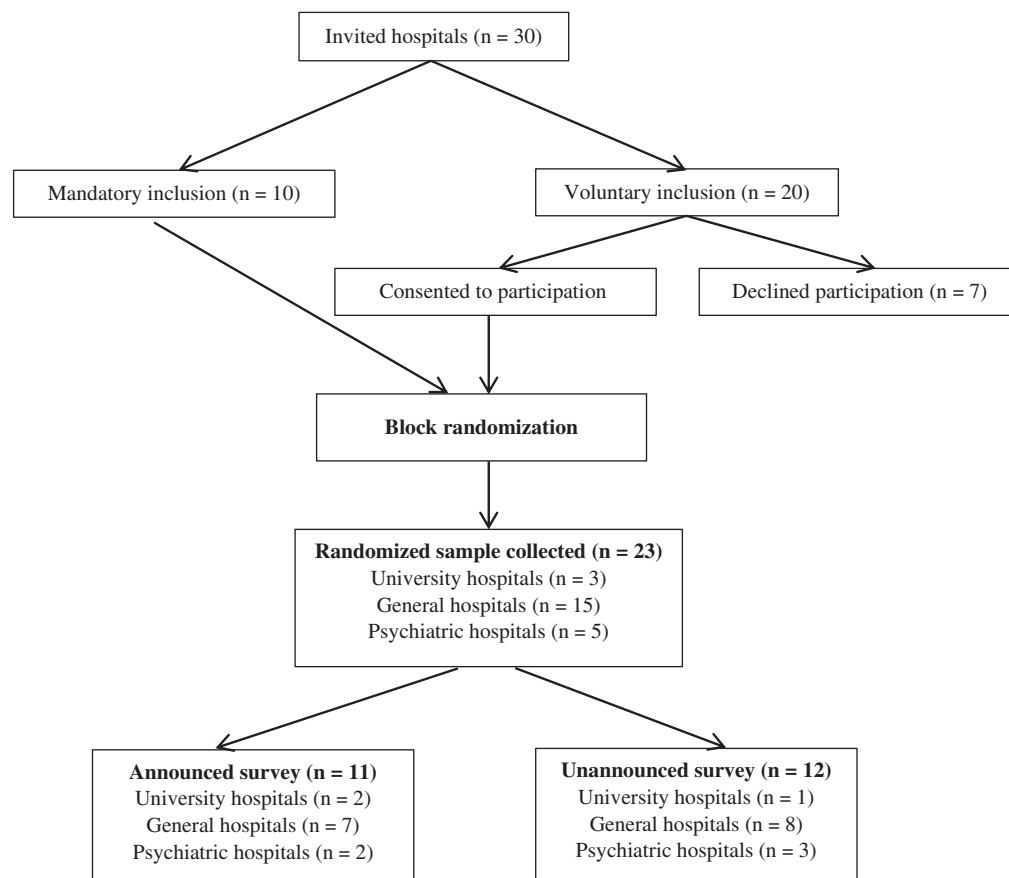 Invited hospitals (n = 30)
Mandatory inclusion (n = 10)
Voluntary inclusion (n = 20)
Consented to participation
Declined participation (n = 7)
Block randomization
Randomized sample collected (n = 23)
University hospitals (n = 3)
General hospitals (n = 15)
Psychiatric hospitals (n = 5)
Announced survey (n = 11)
University hospitals (n = 2)
General hospitals (n = 7)
Psychiatric hospitals (n = 2)
Unannounced survey (n = 12)
University hospitals (n = 1)
General hospitals (n = 8)
Psychiatric hospitals (n = 3)